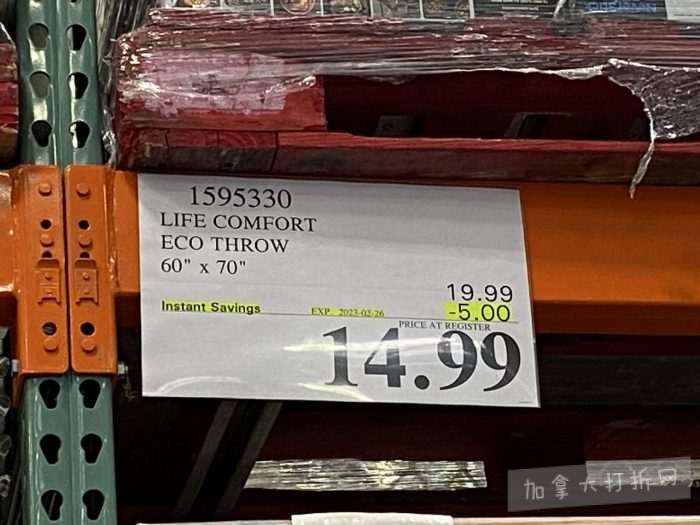 1595330
LIFE COMFORT
ECO THROW
60" x 70"
19.99
Instant Savings EXP. 2023-02-26 -5.00
PRICE AT REGISTER
14.99
加拿大打折网